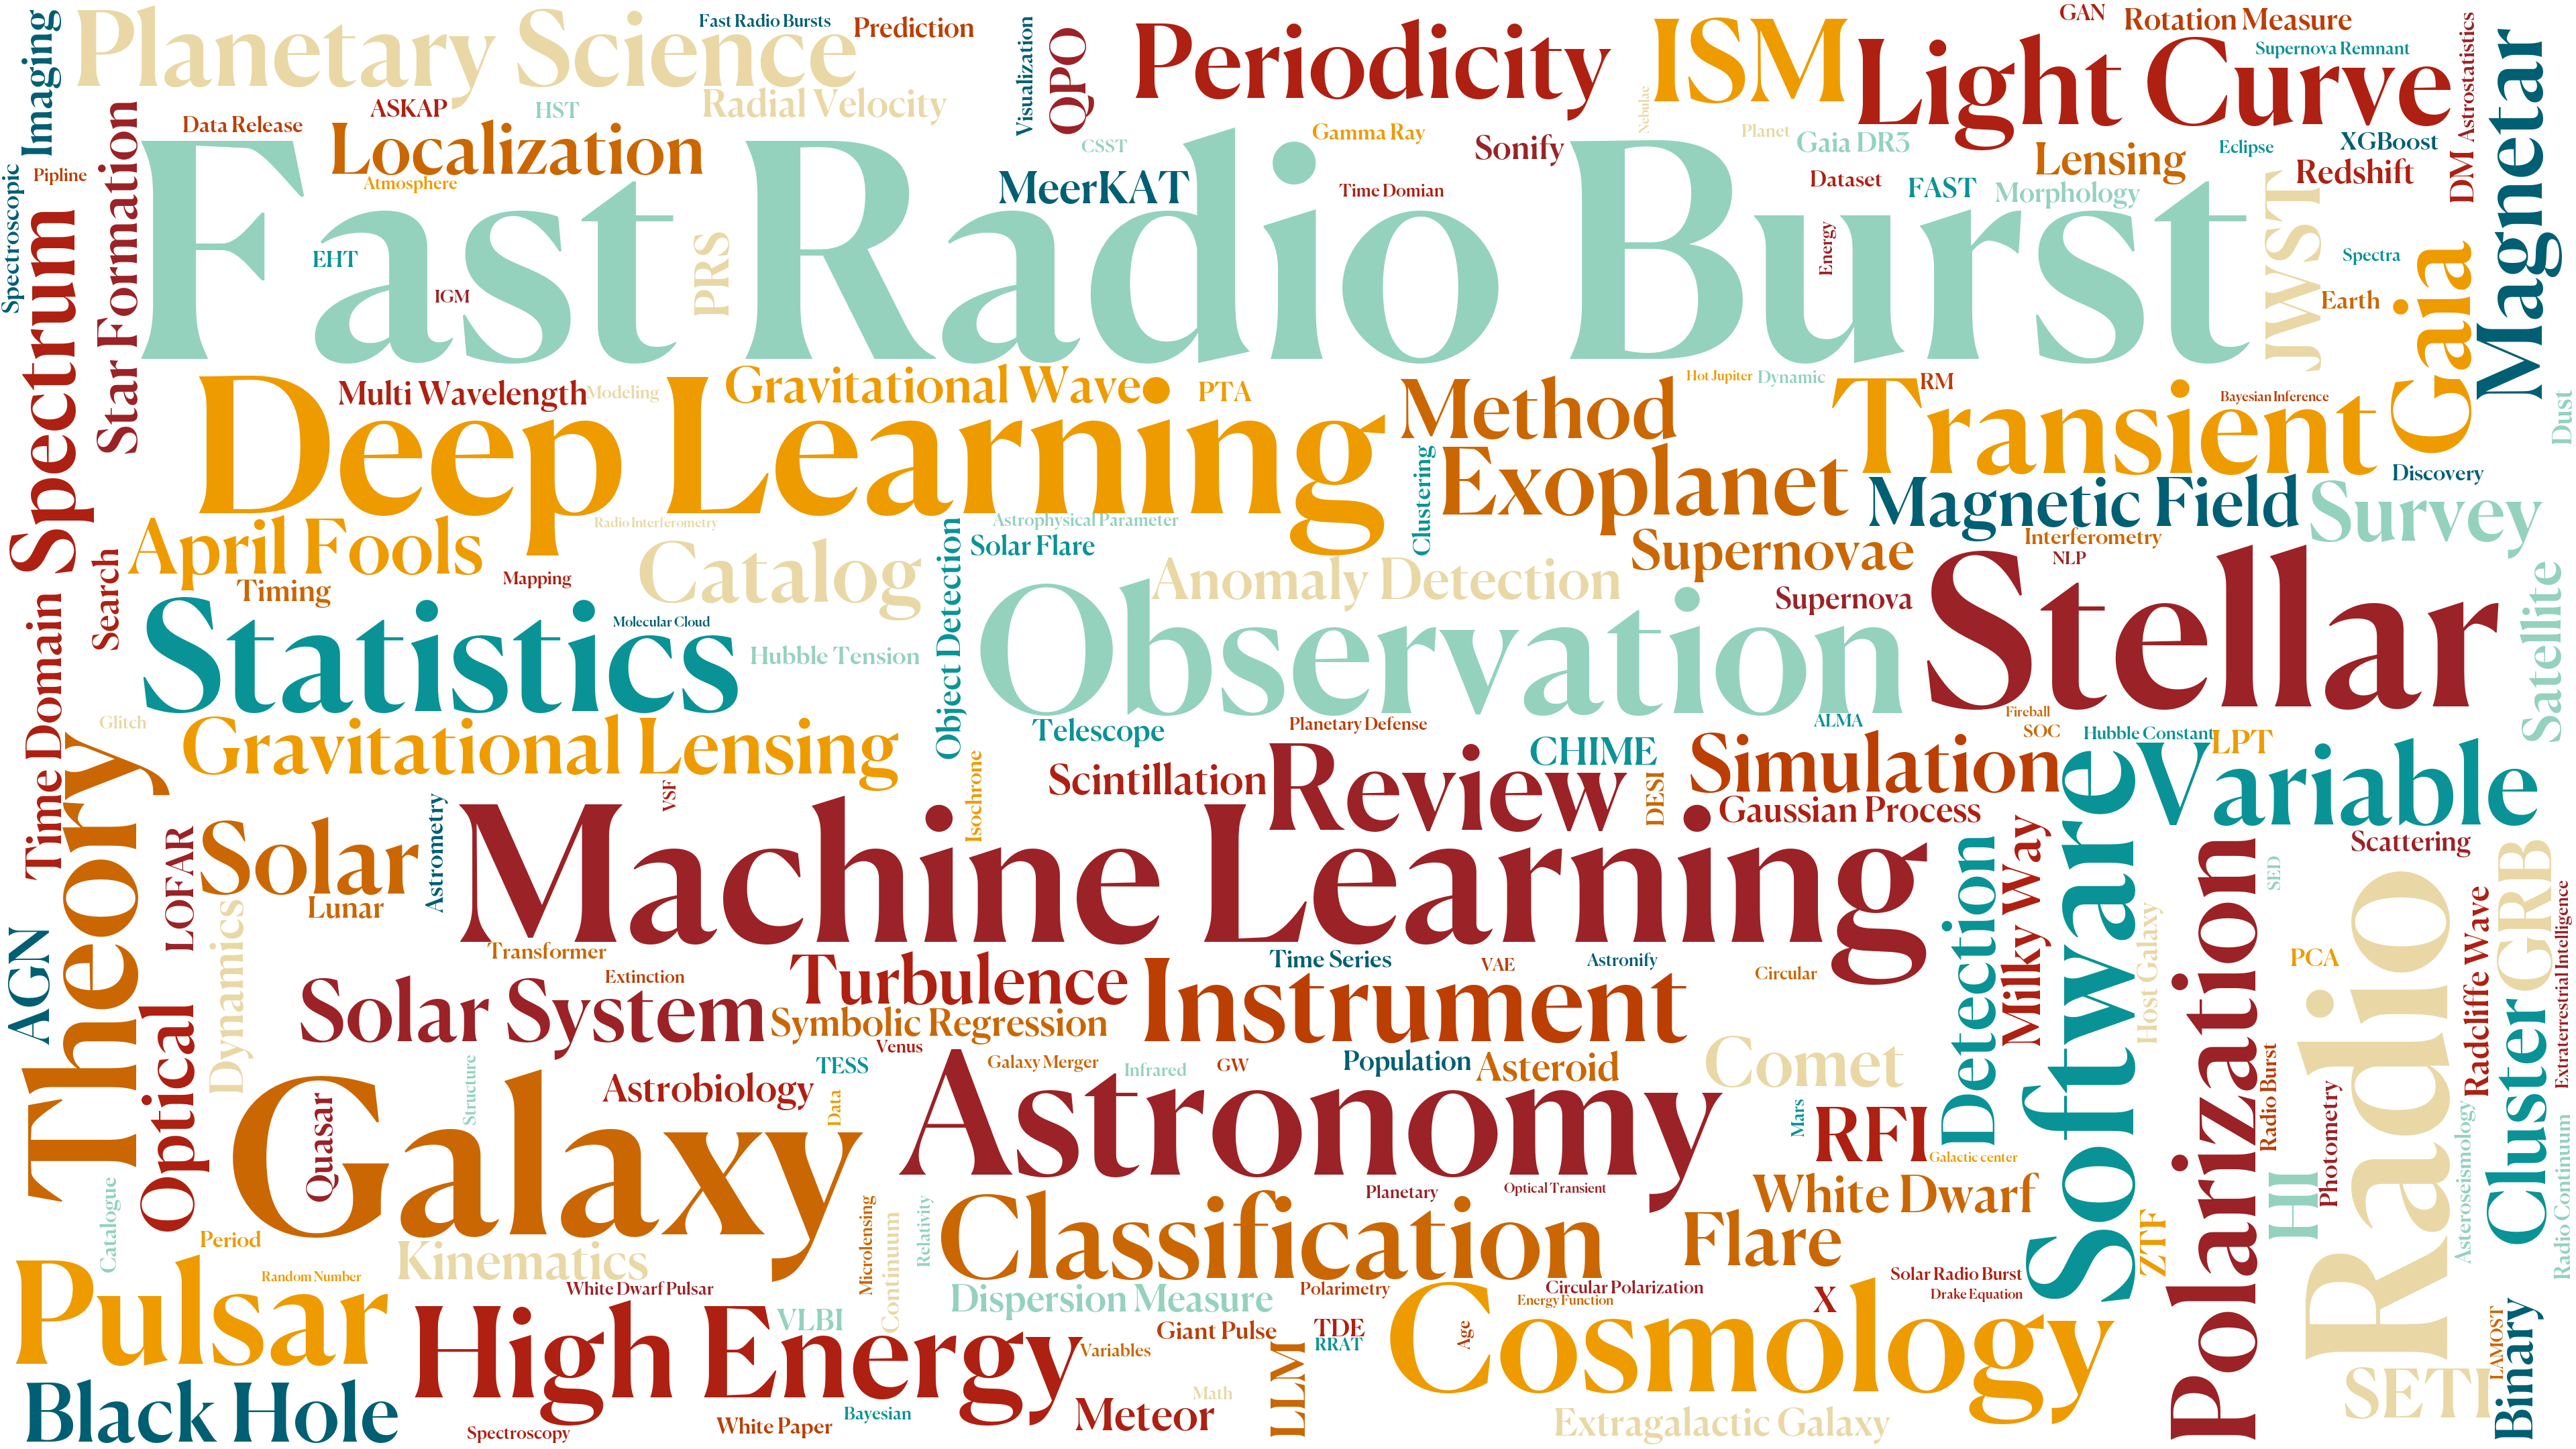 Imaging
Planetary Science
Fast Radio Bursts
Prediction
Visualization
QPO
Periodicity
ISM
GAN
Rotation Measure
Light Curve
Supernova Remnant
Astrostatistics
Magnetar
ASKAP
HST
Radial Velocity
Nebulae
Data Release
Localization
CSST
Gamma Ray
Sonify
Planet
Gaia DR3
Lensing
Eclipse
XGBoost
Redshift
DM
Spectroscopic
Pipline
Star Formation
Atmosphere
MeerKAT
Time Domian
Dataset
FAST
Morphology
Spectrum
Fast Radio Burst
EHT
IGM
PRS
Energy
JWST
Spectra
Earth
Gaia
Multi Wavelength
Modeling
Gravitational Wave
PTA
Method
Hot Jupiter
Dynamic
RM
Transient
Bayesian Inference
Dust
Deep Learning
Clustering
Exoplanet
Magnetic Field
Discovery
Survey
April Fools
Radio Interferometry
Astrophysical Parameter
Solar Flare
Interferometry
Supernovae
NLP
Search
Timing
Mapping
Catalog
Object Detection
Anomaly Detection
Supernova
Stellar
Satellite
Time Domain
Statistics
Molecular Cloud
Hubble Tension
Observation
Glitch
Gravitational Lensing
Telescope
Planetary Defense
ALMA
Fireball
SOC
Hubble Constant
LPT
Theory
VSF
Isochrone
Scintillation
Review
CHIME
DESI
Simulation
Gaussian Process
Variable
LOFAR
Solar
Lunar
Astrometry
Machine Learning
Milky Way
Software
Scattering
SED
GRB
AGN
Dynamics
Transformer
Extinction
Turbulence
Time Series
VAE
Astronify
Circular
Detection
Host Galaxy
Polarization
PCA
Radio
Radcliffe Wave
Extraterrestrial Intelligence
Optical
Solar System
Symbolic Regression
Instrument
Venus
TESS
Galaxy Merger
Infrared
GW
Population
Asteroid
Comet
Cluster
Structure
Astrobiology
Data
Astronomy
Mars
RFI
Radio Burst
Photometry
Quasar
Galaxy
Galactic center
Asteroseismology
Radio Continuum
Catalogue
Period
Kinematics
Microlensing
Continuum
Relativity
Planetary
Optical Transient
Classification
White Dwarf
Flare
ZTF
HI
Pulsar
Random Number
White Dwarf Pulsar
Dispersion Measure
Polarimetry
Circular Polarization
Energy Function
X
Solar Radio Burst
Drake Equation
High Energy
VLBI
Variables
Giant Pulse
TDE
RRAT
Cosmology
Age
LAMOST
Binary
Black Hole
Spectroscopy
White Paper
Bayesian
Meteor
Math
LLM
Extragalactic Galaxy
SETI